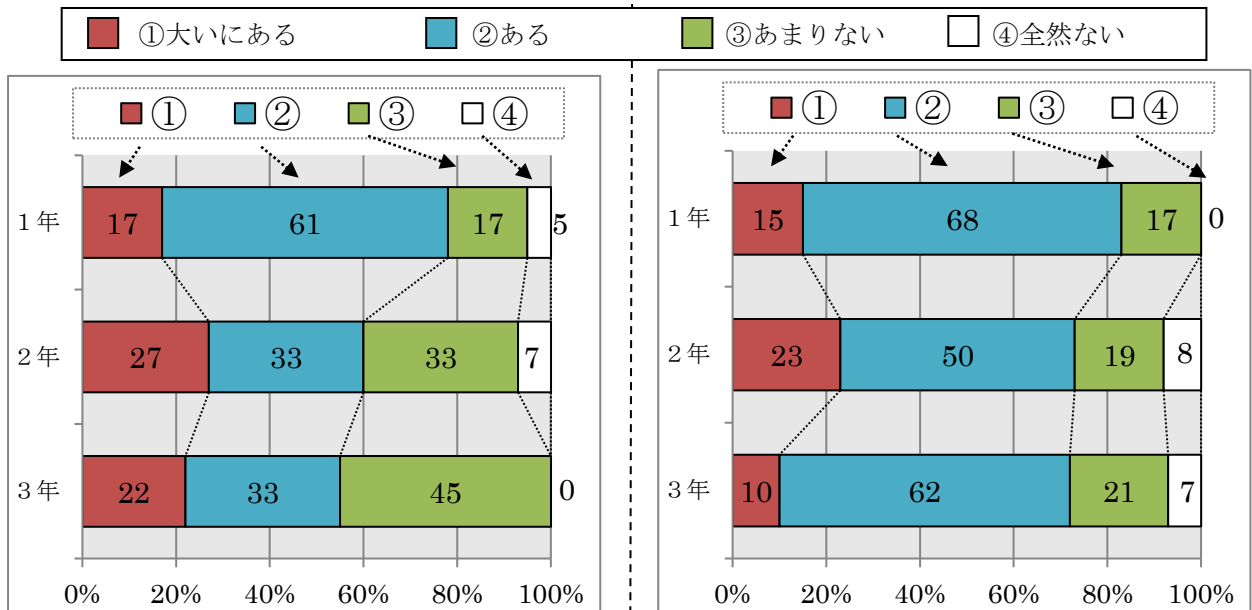 ①大いにある ②ある ③あまりない ④全然ない
① ② ③ ④
1年 17 61 17 5
2年 27 33 33 7
3年 22 33 45 0
0% 20% 40% 60% 80% 100%
① ② ③ ④
1年 15 68 17 0
2年 23 50 19 8
3年 10 62 21 7
0% 20% 40% 60% 80% 100%